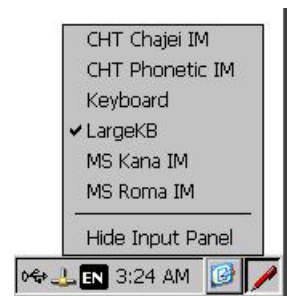 CHT Chajei IM
CHT Phonetic IM
Keyboard
LargeKB
MS Kana IM
MS Roma IM
Hide Input Panel
EN 3:24 AM